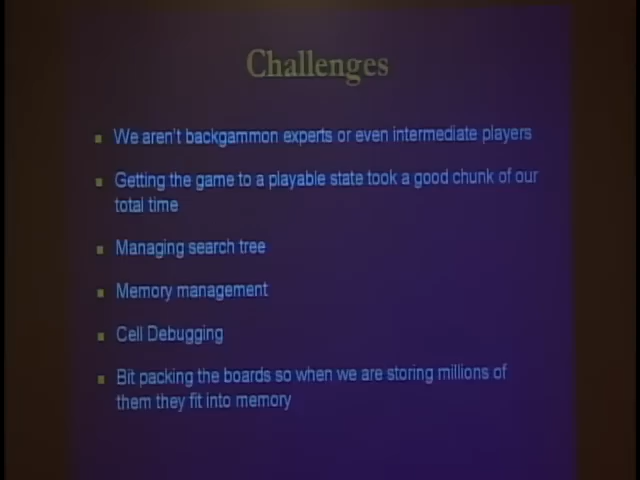 Challenges
We aren't backgammon experts or even intermediate players
Getting the game to a playable state took a good chunk of our
total time
Managing search tree
Memory management
Cell Debugging
Bit packing the boards so when we are storing millions of
them they fit into memory